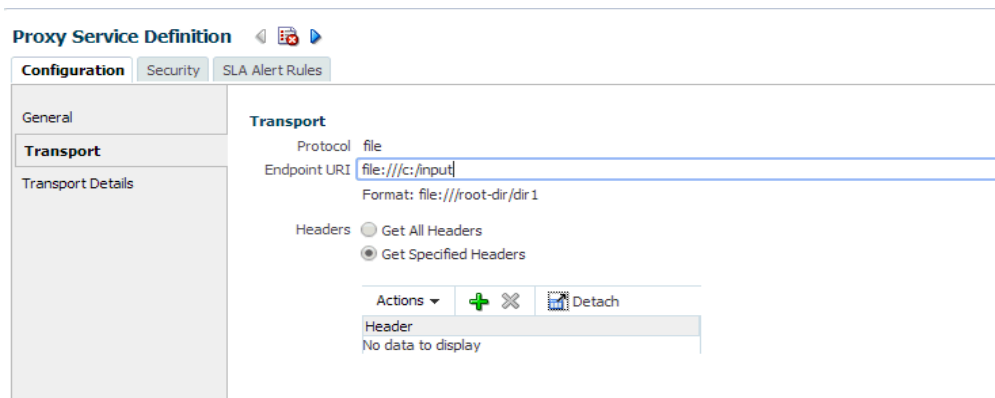 Proxy Service Definition
Configuration Security SLA Alert Rules
General
Transport
Transport Details
Transport
Protocol file
Endpoint URI file:///c:/input
Format: file:///root-dir/dir1
Headers Get All Headers
Get Specified Headers
Actions Detach
Header
No data to display